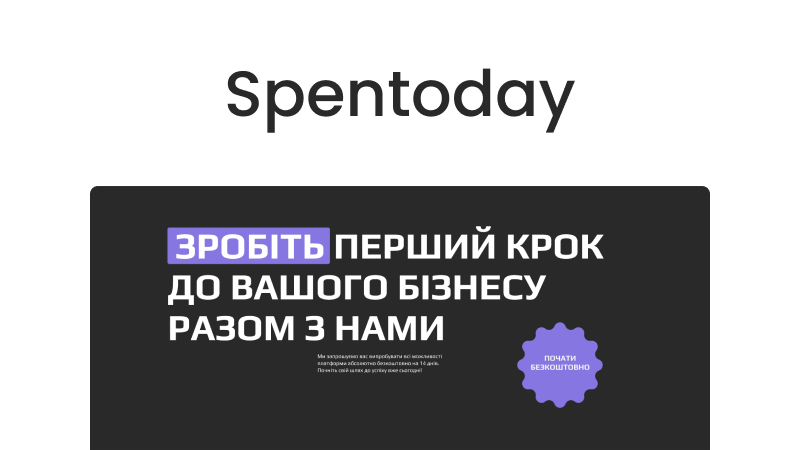 Spentoday
ЗРОБІТЬ ПЕРШИЙ КРОК
ДО ВАШОГО БІЗНЕСУ
РАЗОМ З НАМИ
Ми запрошуємо вас випробувати всі можливості
платформи абсолютно безкоштовно на 14 днів.
Почніть свій шлях до успіху вже сьогодні!
ПОЧАТИ
БЕЗКОШТОВНО